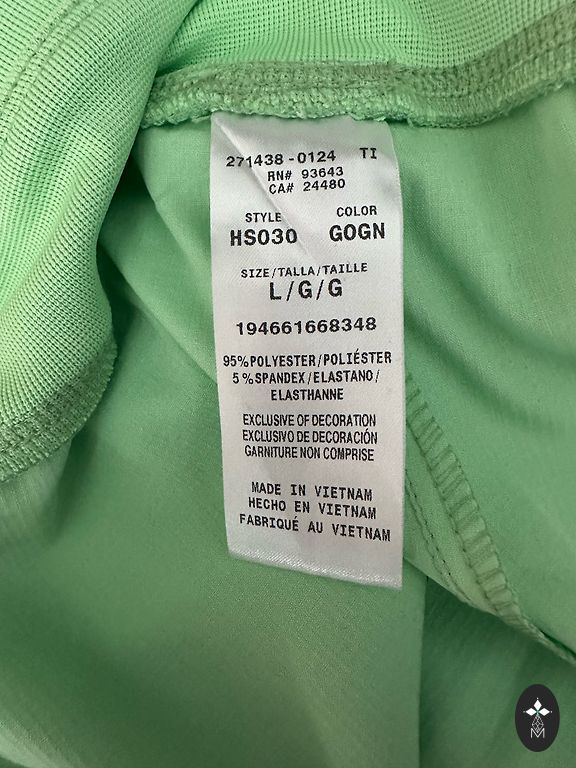 271438-0124 TI
RN# 93643
CA# 24480
STYLE COLOR
HS030 GOGN
SIZE/TALLA/TAILLE
L/G/G
194661668348
95%POLYESTER/POLIÉSTER
5%SPANDEX/ELASTANO/
ELASTHANNE
EXCLUSIVE OF DECORATION
EXCLUSIVO DE DECORACIÓN
GARNITURE NON COMPRISE
MADE IN VIETNAM
HECHO EN VIETNAM
FABRIQUÉ AU VIETNAM
M